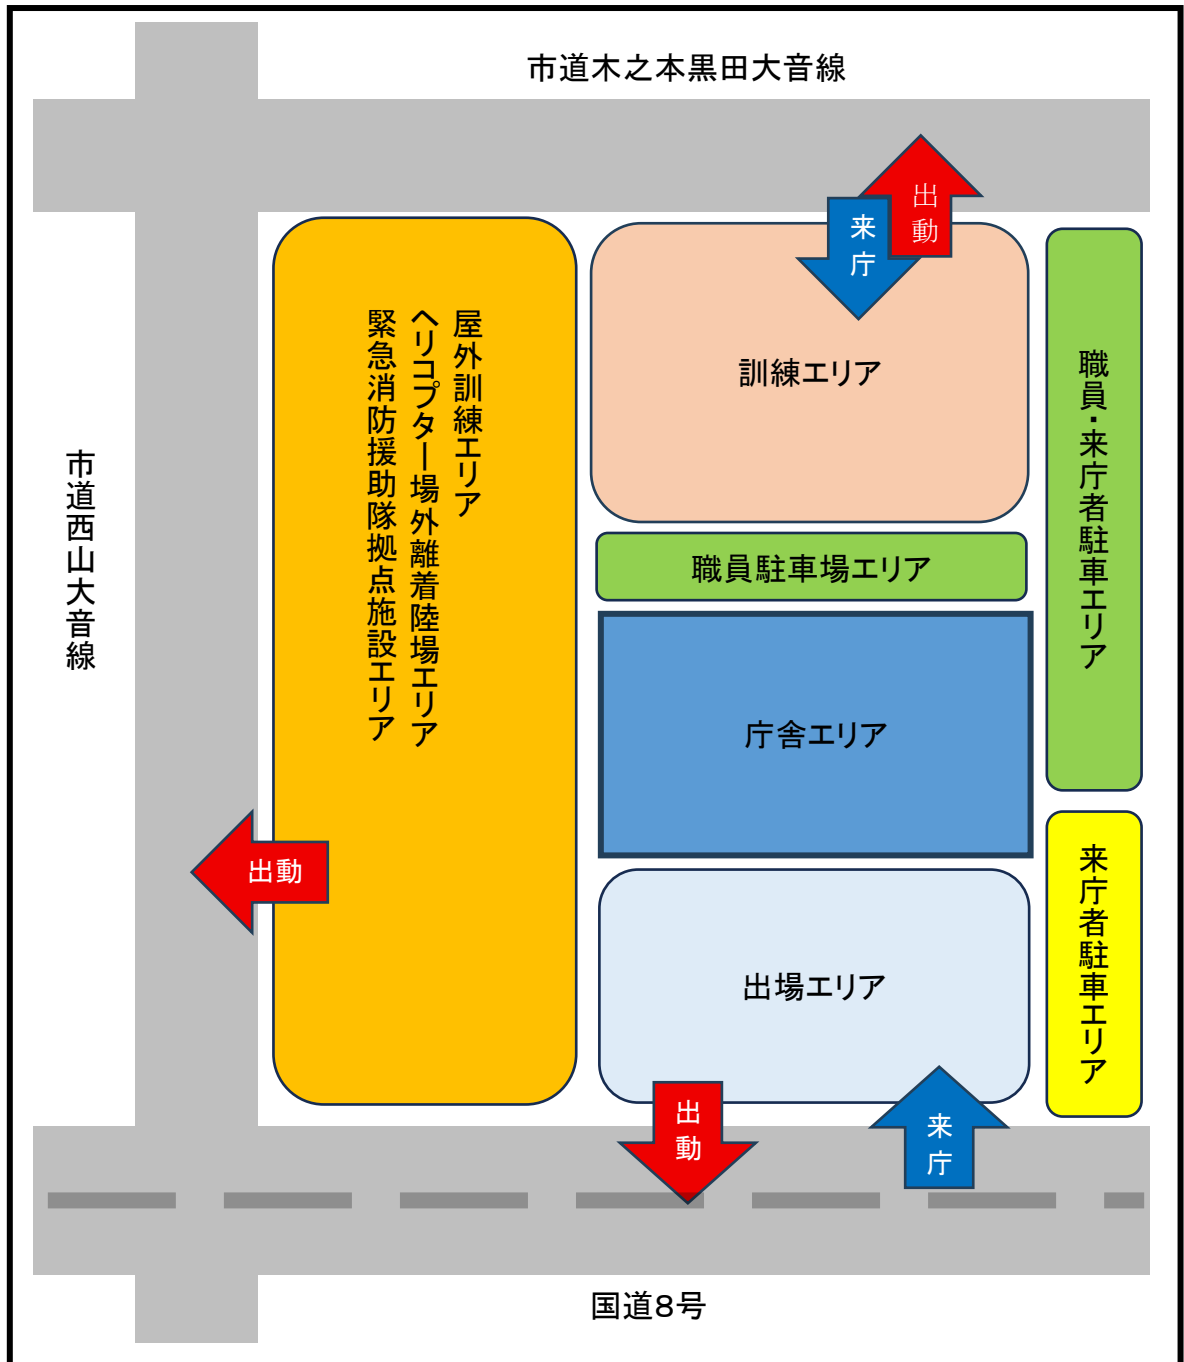 市道木之本黒田大音線
出動
来庁
訓練エリア
屋外訓練エリア
ヘリコプター場外離着陸場エリア
緊急消防援助隊拠点施設エリア
職員・来庁者駐車エリア
市道西山大音線
職員駐車場エリア
庁舎エリア
出動
来庁者駐車エリア
出場エリア
出動
来庁
国道8号